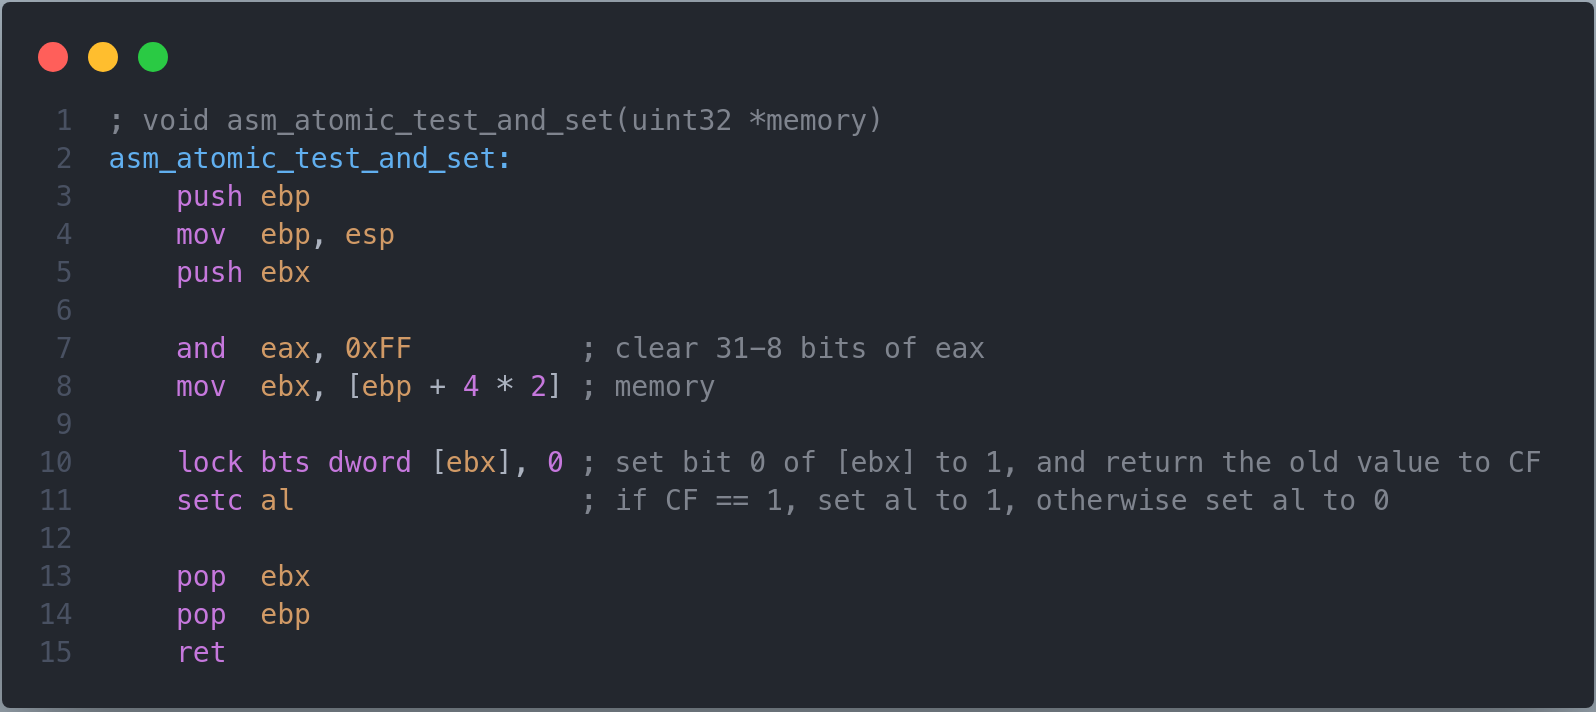 1 ; void asm_atomic_test_and_set(uint32 *memory)
2 asm_atomic_test_and_set:
3     push ebp
4     mov  ebp, esp
5     push ebx
6
7     and  eax, 0xFF          ; clear 31-8 bits of eax
8     mov  ebx, [ebp + 4 * 2] ; memory
9
10     lock bts dword [ebx], 0 ; set bit 0 of [ebx] to 1, and return the old value to CF
11     setc al                 ; if CF == 1, set al to 1, otherwise set al to 0
12
13     pop  ebx
14     pop  ebp
15     ret